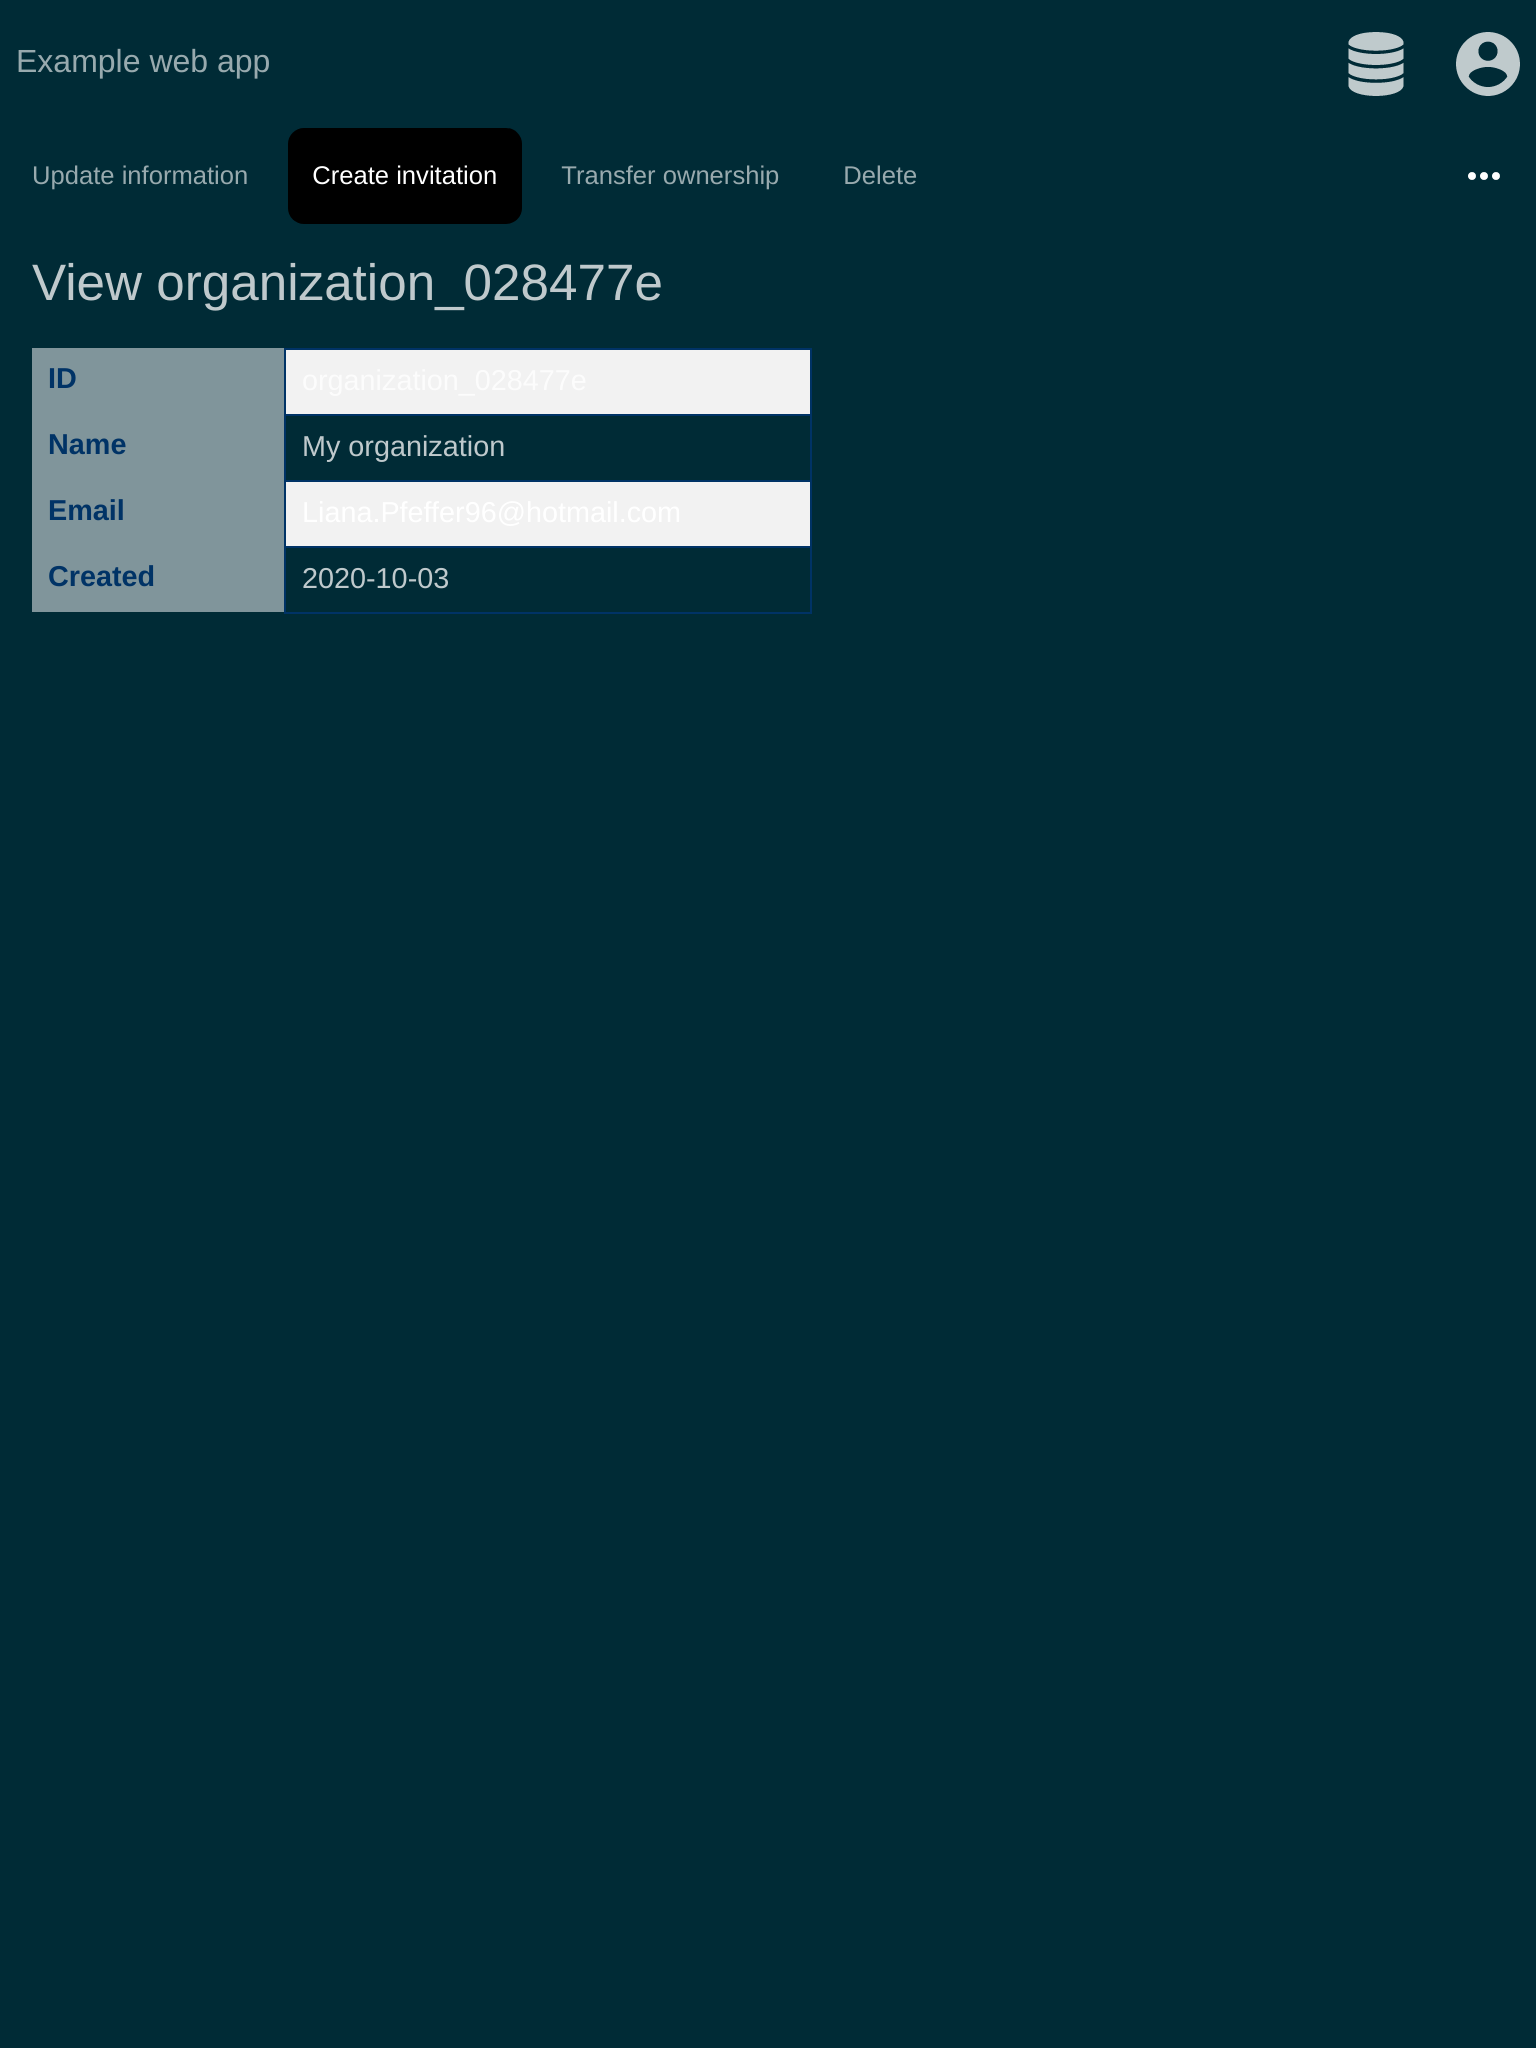 Example web app
Update information Create invitation Transfer ownership Delete
View organization_028477e
ID organization_028477e
Name My organization
Email Liana.Pfeffer96@hotmail.com
Created 2020-10-03